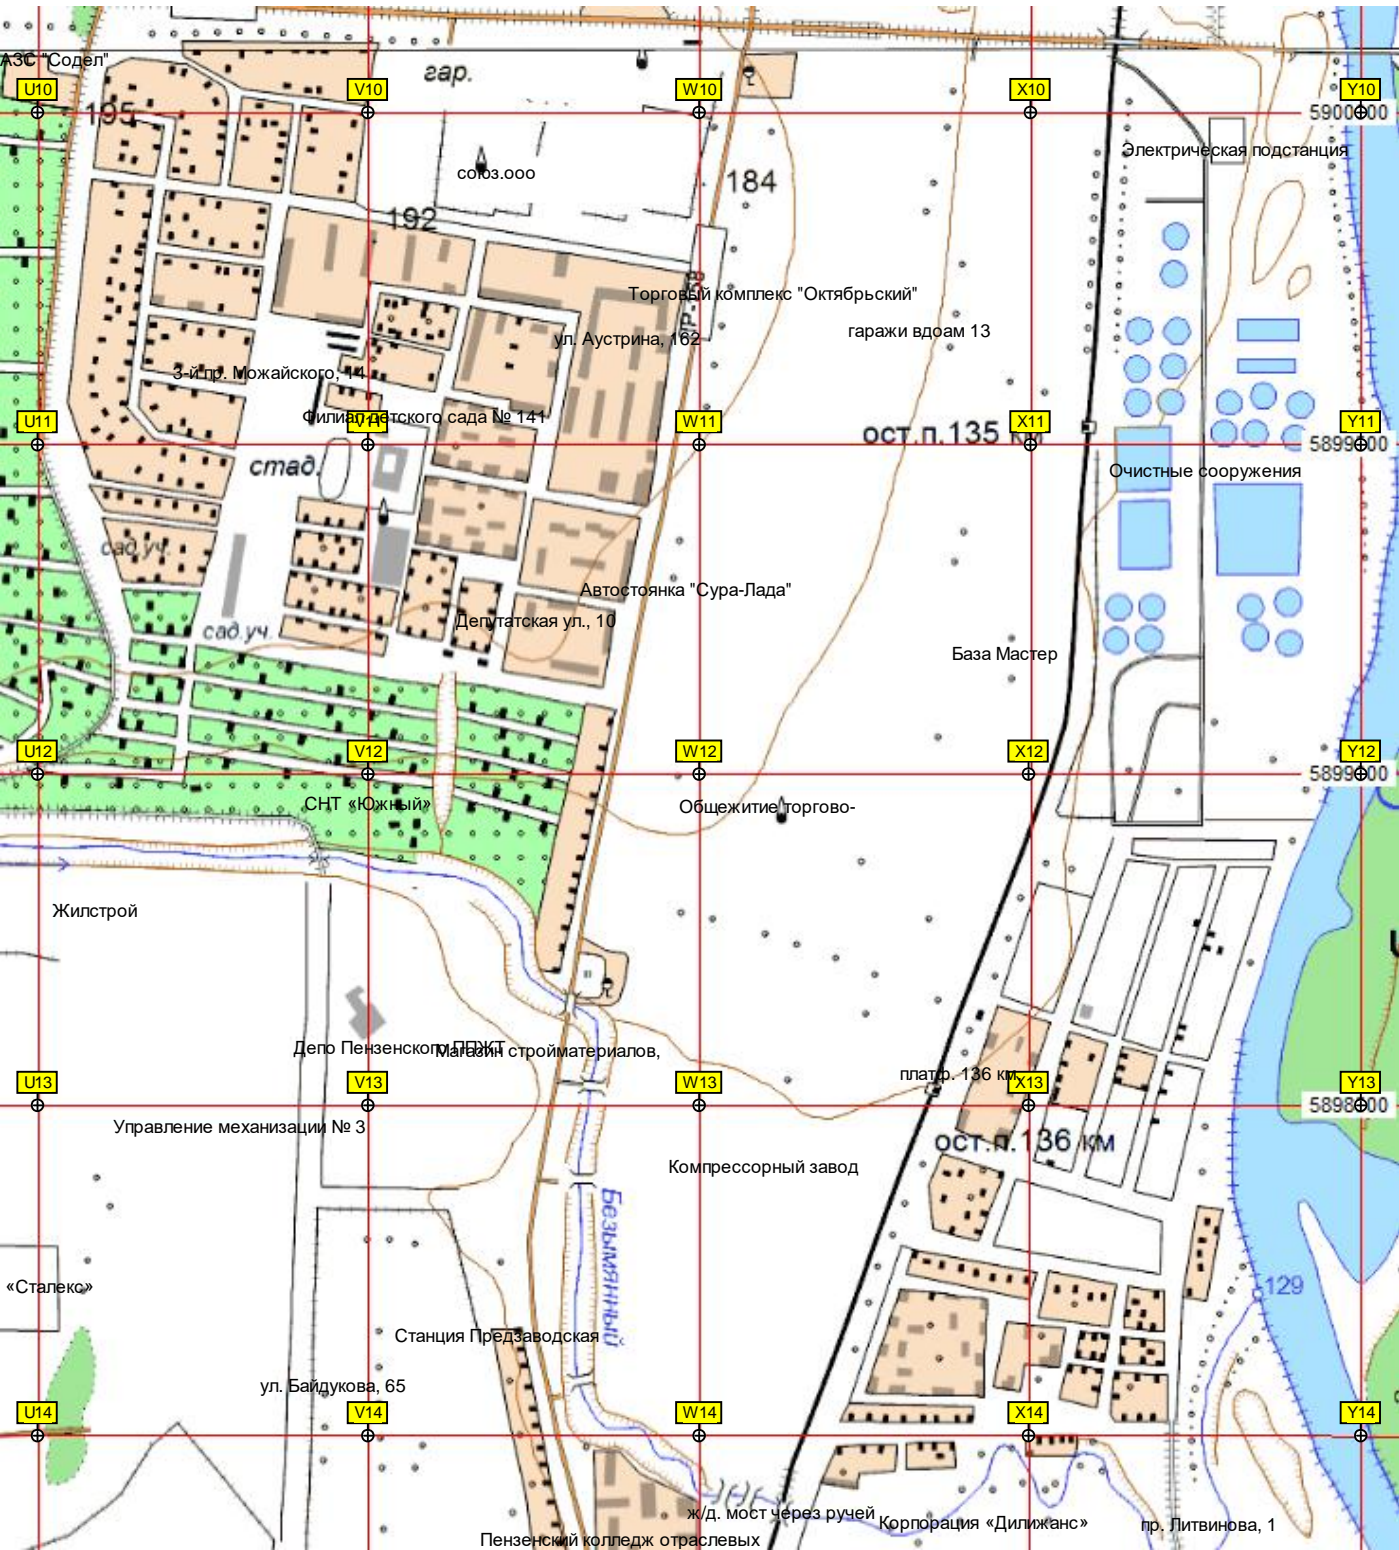 АЗС "Содел"
гар.
U10
V10
W10
X10
Y10
195
5900000
Электрическая подстанция
союз.ооо
184
192
Торговый комплекс "Октябрьский"
гаражи вдоам 13
ул. Аустрина, 162
3-й пр. Можайского, 14
Филиал детского сада № 141
U11
V11
W11
X11
Y11
ост.п.135 км
стад.
Очистные сооружения
сад.уч.
Автостоянка "Сура-Лада"
Депутатская ул., 10
сад.уч.
База Мастер
U12
V12
W12
X12
Y12
СНТ «Южный»
Общежитие торгово-
Жилстрой
Депо Пензенского ППЖТ
Магазин стройматериалов,
платф. 136 км
U13
V13
W13
X13
Y13
Управление механизации № 3
ост.п.136 км
Компрессорный завод
Безымянный
«Сталекс»
129
Станция Предзаводская
ул. Байдукова, 65
U14
V14
W14
X14
Y14
ж/д. мост через ручей
Корпорация «Дилижанс»
пр. Литвинова, 1
Пензенский колледж отраслевых